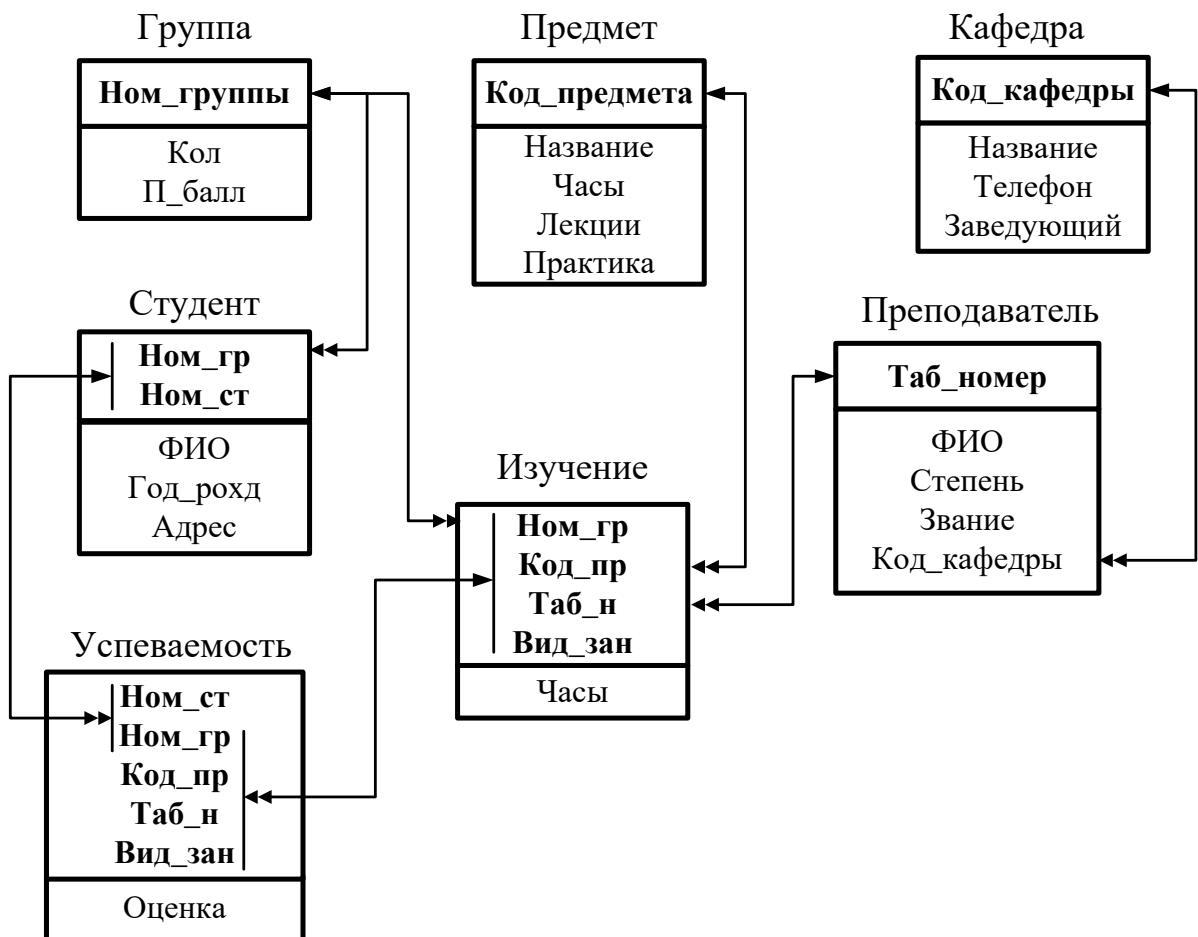 Группа
Ном_группы
Кол
П_балл
Предмет
Код_предмета
Название
Часы
Лекции
Практика
Кафедра
Код_кафедры
Название
Телефон
Заведующий
Студент
Ном_гр
Ном_ст
ФИО
Год_рохд
Адрес
Преподаватель
Таб_номер
ФИО
Степень
Звание
Код_кафедры
Изучение
Ном_гр
Код_пр
Таб_н
Вид_зан
Часы
Успеваемость
Ном_ст
Ном_гр
Код_пр
Таб_н
Вид_зан
Оценка